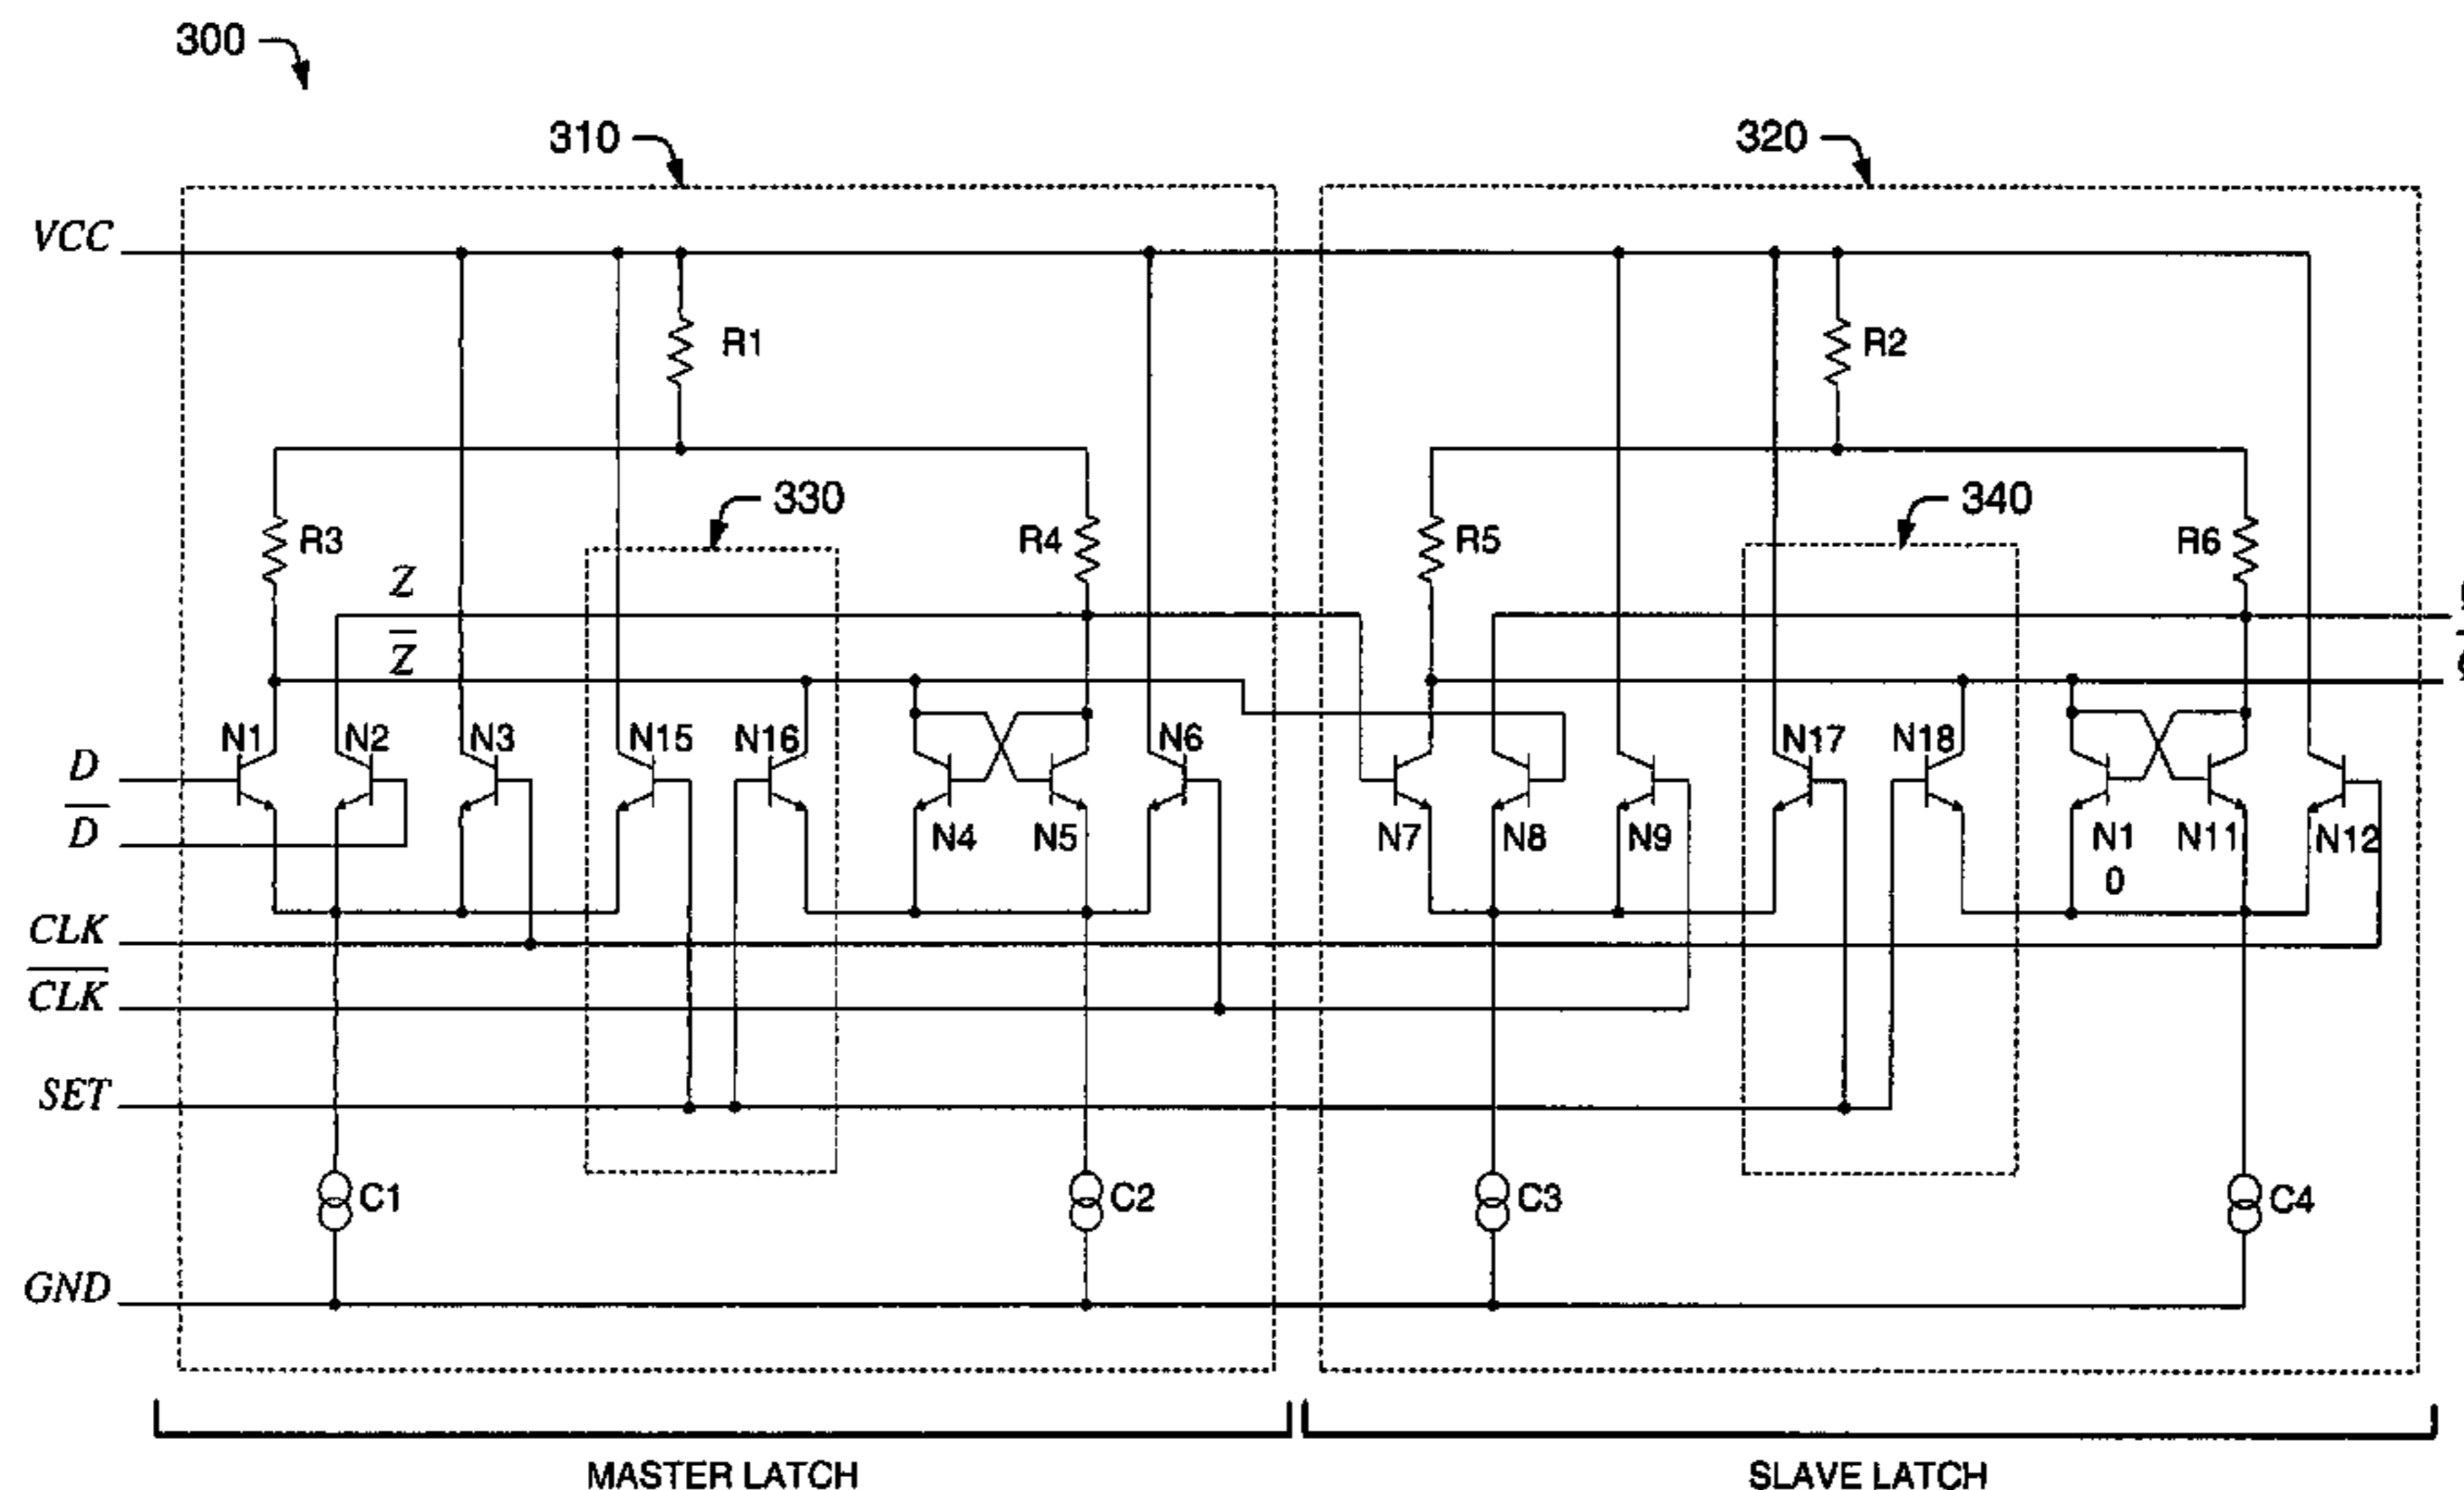 300
310
320
VCC
R1
R2
330
340
R3
R4
R5
R6
Z
Z̅
N1
N2
N3
N15
N16
N6
N17
N18
D
D̅
N4
N5
N7
N8
N9
N1
0
N11
N12
CLK
C̅L̅K̅
SET
C1
C2
C3
C4
GND
MASTER LATCH
SLAVE LATCH